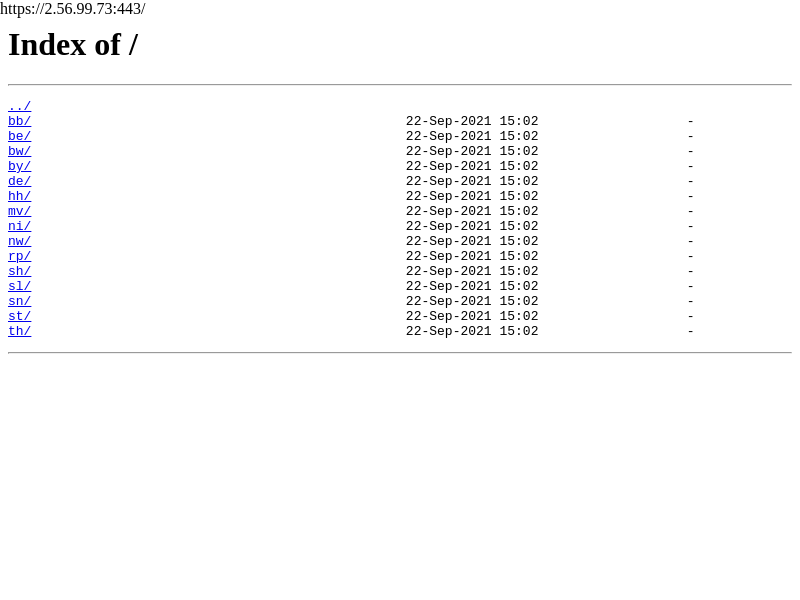 https://2.56.99.73:443/
Index of /
../
bb/ 22-Sep-2021 15:02 -
be/ 22-Sep-2021 15:02 -
bw/ 22-Sep-2021 15:02 -
by/ 22-Sep-2021 15:02 -
de/ 22-Sep-2021 15:02 -
hh/ 22-Sep-2021 15:02 -
mv/ 22-Sep-2021 15:02 -
ni/ 22-Sep-2021 15:02 -
nw/ 22-Sep-2021 15:02 -
rp/ 22-Sep-2021 15:02 -
sh/ 22-Sep-2021 15:02 -
sl/ 22-Sep-2021 15:02 -
sn/ 22-Sep-2021 15:02 -
st/ 22-Sep-2021 15:02 -
th/ 22-Sep-2021 15:02 -